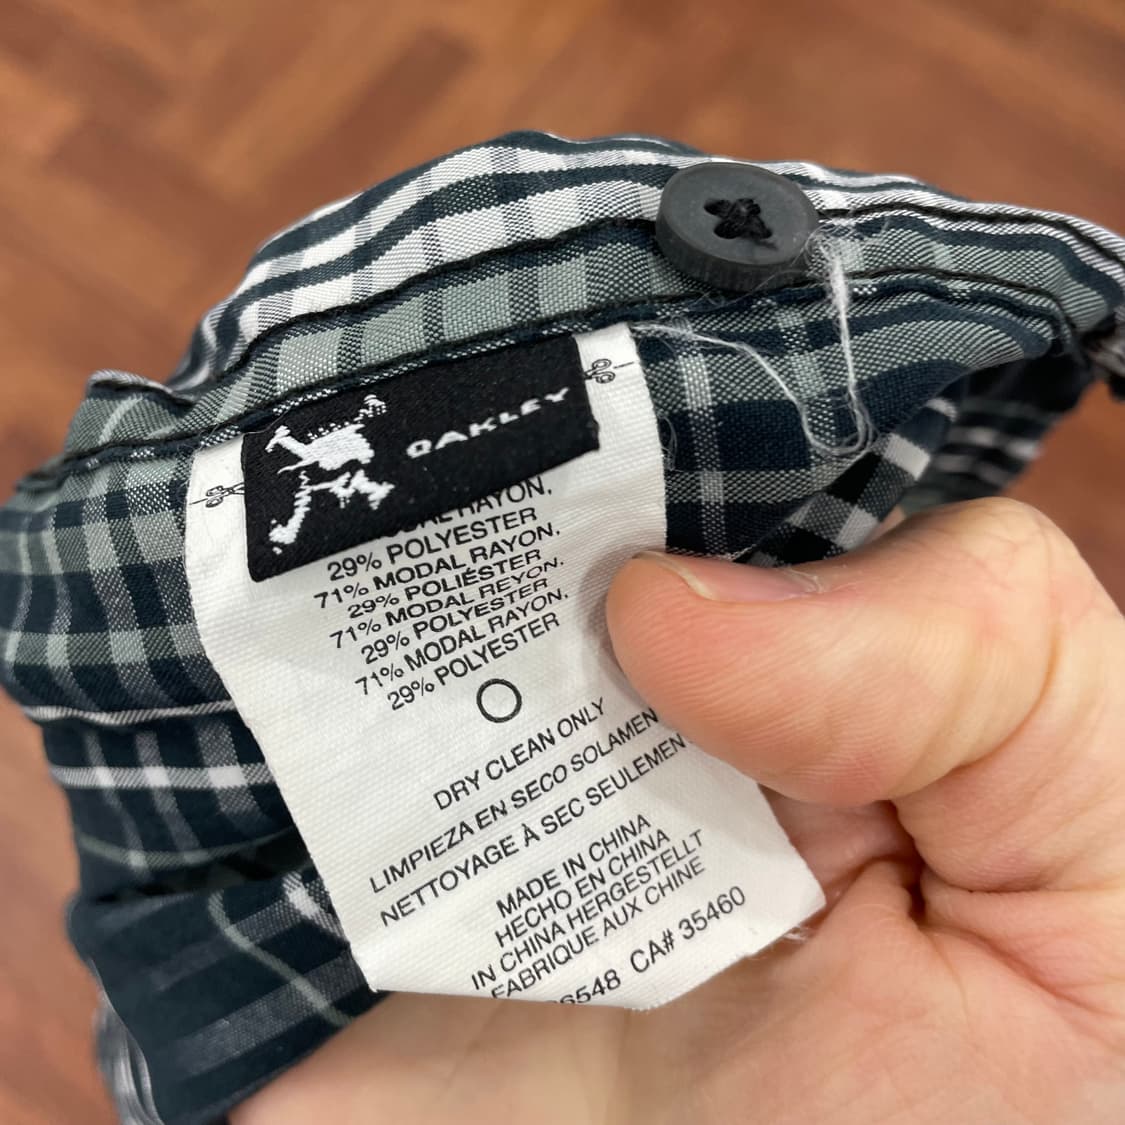 OAKLEY
RAYON,
29% POLYESTER
71% MODAL RAYON,
29% POLIÉSTER
71% MODAL REYON,
29% POLYESTER
71% MODAL RAYON,
29% POLYESTER
DRY CLEAN ONLY
LIMPIEZA EN SECO SOLAMEN
NETTOYAGE À SEC SEULEMEN
MADE IN CHINA
HECHO EN CHINA
IN CHINA HERGESTELLT
FABRIQUE AUX CHINE
6548 CA# 35460